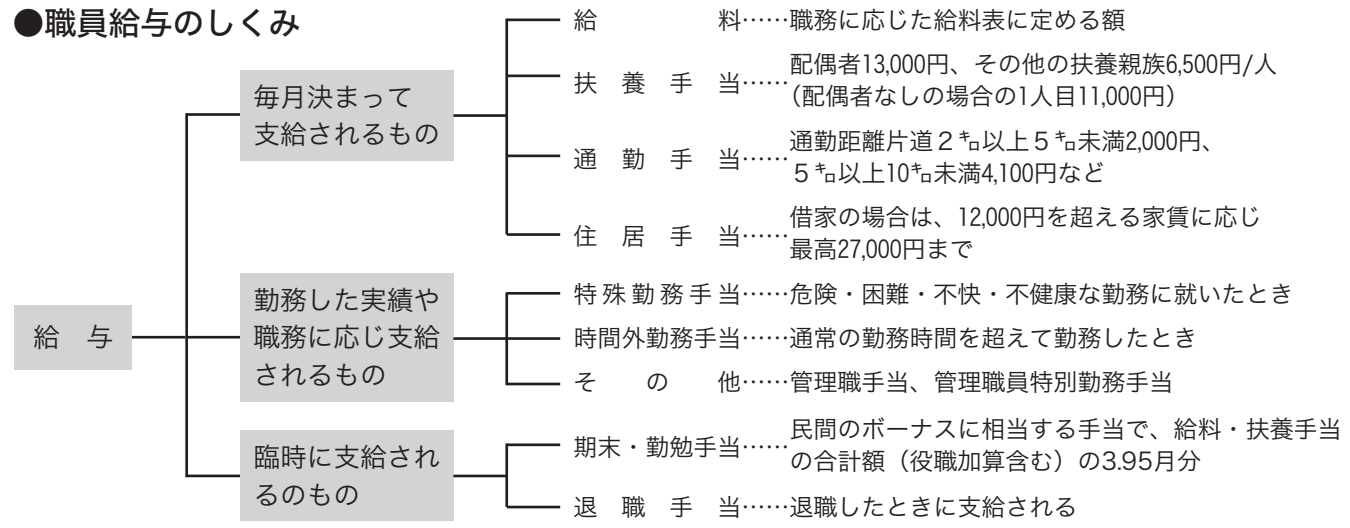 ●職員給与のしくみ
給与
毎月決まって
支給されるもの
給料……職務に応じた給料表に定める額
扶養手当……配偶者13,000円、その他の扶養親族6,500円/人
(配偶者なしの場合の1人目11,000円)
通勤手当……通勤距離片道2㌔以上5㌔未満2,000円、
5㌔以上10㌔未満4,100円など
住居手当……借家の場合は、12,000円を超える家賃に応じ
最高27,000円まで
勤務した実績や
職務に応じ支給
されるもの
特殊勤務手当……危険・困難・不快・不健康な勤務に就いたとき
時間外勤務手当……通常の勤務時間を超えて勤務したとき
その他……管理職手当、管理職員特別勤務手当
臨時に支給され
るのもの
期末・勤勉手当……民間のボーナスに相当する手当で、給料・扶養手当
の合計額(役職加算含む)の3.95月分
退職手当……退職したときに支給される